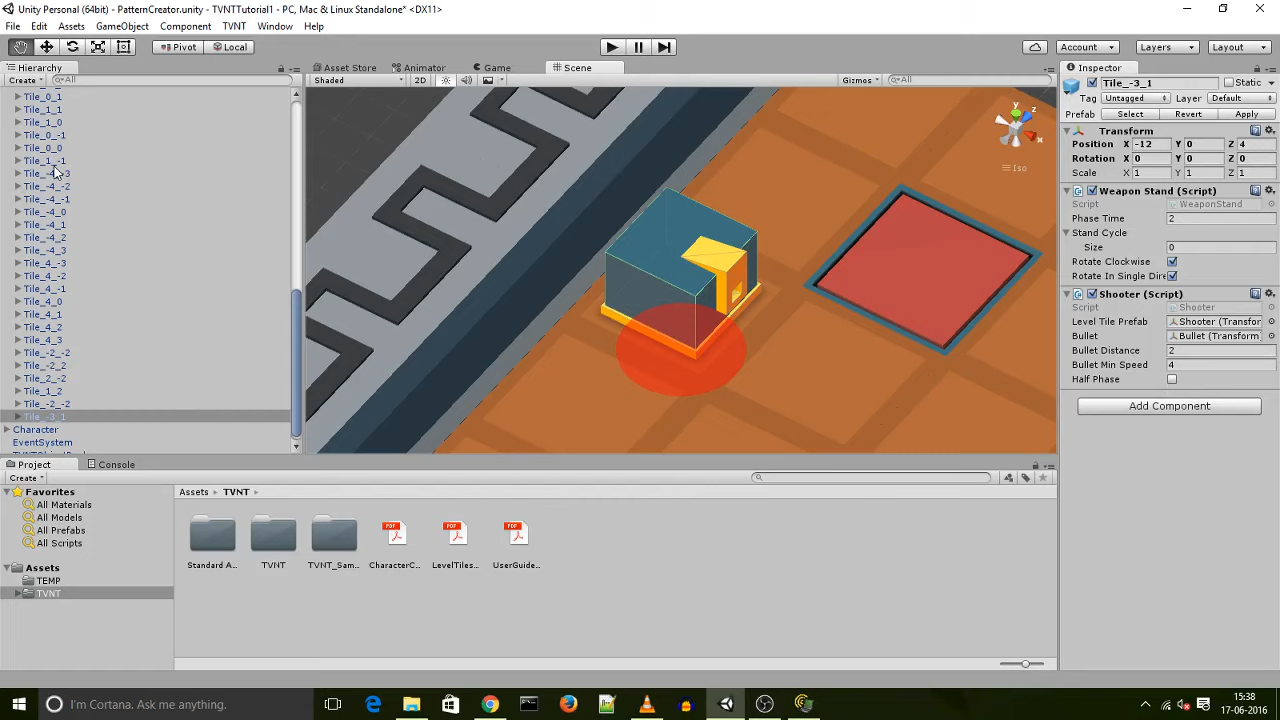 Unity Personal (64bit) - PatternCreator.unity - TVNTTutorial1 - PC, Mac & Linux Standalone* <DX11>
File Edit Assets GameObject Component TVNT Window Help
Pivot Local Account Layers Layout
Hierarchy Asset Store Animator Game Scene Inspector
Create All Shaded 2D Gizmos All
Tile_-3_1 Static
Tag Untagged Layer Default
Prefab Select Revert Apply
Transform
Position X -12 Y 0 Z 4
Rotation X 0 Y 0 Z 0
Scale X 1 Y 1 Z 1
Weapon Stand (Script)
Script WeaponStand
Phase Time 2
Stand Cycle
Size 0
Rotate Clockwise
Rotate In Single Dire
Shooter (Script)
Script Shooter
Level Tile Prefab Shooter (Transfor
Bullet Bullet (Transform
Bullet Distance 2
Bullet Min Speed 4
Half Phase
Add Component
y
z
x
Iso
Tile_0_1
Tile_1_1
Tile_1_0
Tile_0_-1
Tile_0_0
Tile_1_-1
Tile_-4_-3
Tile_-4_-2
Tile_-4_-1
Tile_-4_0
Tile_-4_1
Tile_-4_2
Tile_-4_3
Tile_4_-3
Tile_4_-2
Tile_4_-1
Tile_4_0
Tile_4_1
Tile_4_2
Tile_4_3
Tile_-2_-2
Tile_-2_2
Tile_2_-2
Tile_1_2
Tile_-2_-2
Tile_-3_1
Character
EventSystem
Project Console
Create
Favorites
All Materials
All Models
All Prefabs
All Scripts
Assets
TEMP
TVNT
Assets TVNT
Standard A...
TVNT
TVNT_Sam...
CharacterC...
LevelTiles...
UserGuide...
I'm Cortana. Ask me anything.
15:38
17-06-2016